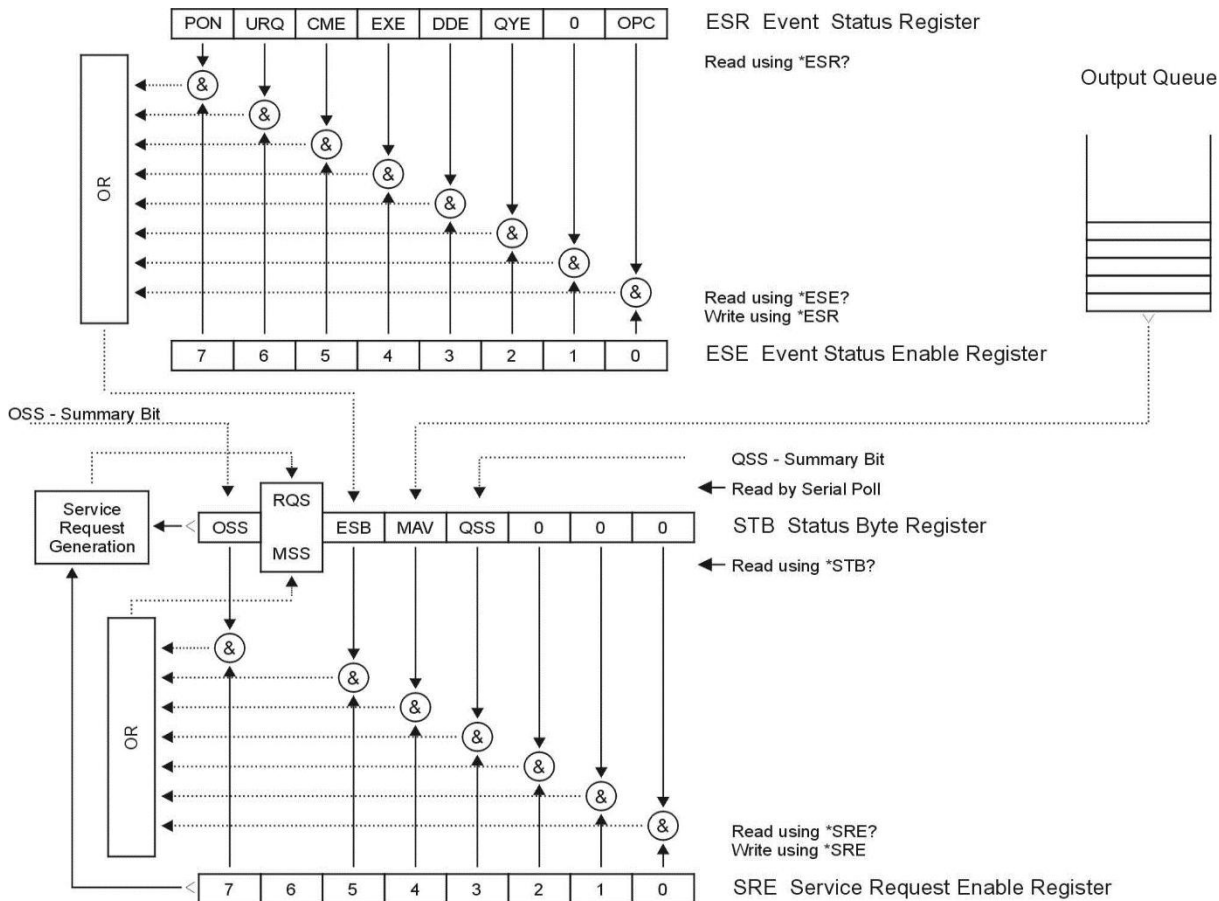 PON URQ CME EXE DDE QYE 0 OPC ESR Event Status Register
Read using *ESR?
Output Queue
& & & & & & & &
OR
Read using *ESE?
Write using *ESR
7 6 5 4 3 2 1 0 ESE Event Status Enable Register
OSS - Summary Bit
QSS - Summary Bit
Read by Serial Poll
Service
Request
Generation
RQS
OSS ESB MAV QSS 0 0 0 STB Status Byte Register
MSS
Read using *STB?
& & & & & & &
OR
Read using *SRE?
Write using *SRE
7 6 5 4 3 2 1 0 SRE Service Request Enable Register